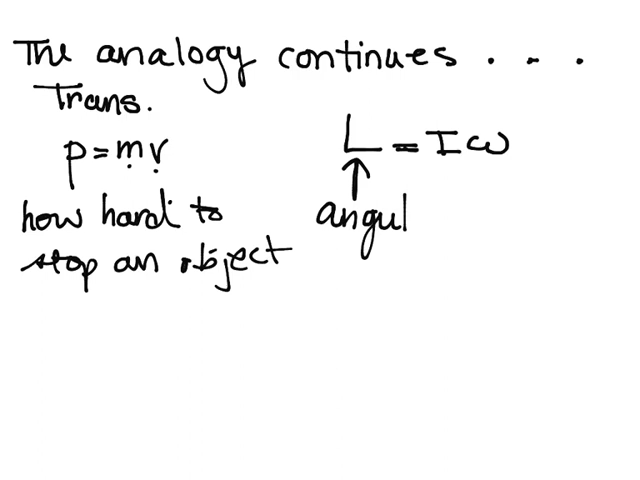 The analogy continues . . .
Trans.
p = mv L = Iω
how hard to angul
stop an object